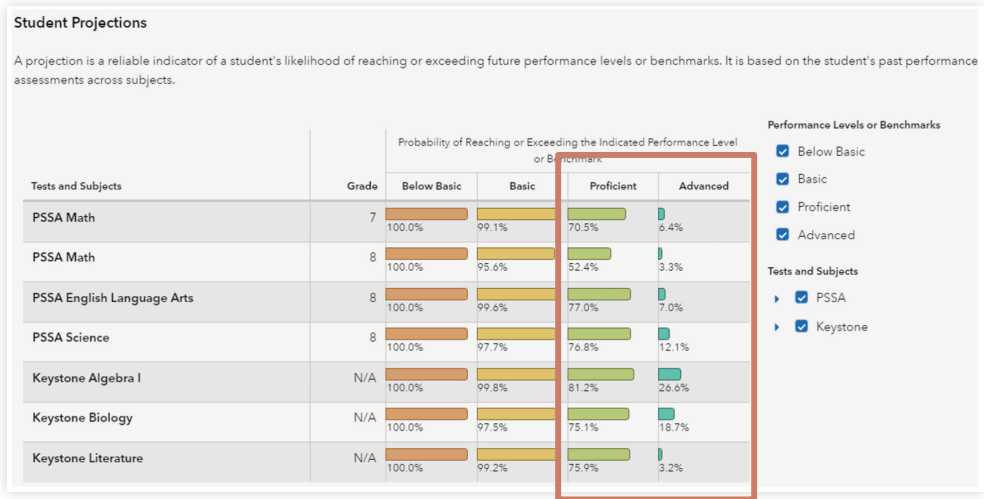 Student Projections
A projection is a reliable indicator of a student's likelihood of reaching or exceeding future performance levels or benchmarks. It is based on the student's past performance
assessments across subjects.
Probability of Reaching or Exceeding the Indicated Performance Level
or Benchmark
Tests and Subjects Grade Below Basic Basic Proficient Advanced
PSSA Math 7 100.0% 99.1% 70.5% 6.4%
PSSA Math 8 100.0% 95.6% 52.4% 3.3%
PSSA English Language Arts 8 100.0% 99.6% 77.0% 7.0%
PSSA Science 8 100.0% 97.7% 76.8% 12.1%
Keystone Algebra I N/A 100.0% 99.8% 81.2% 26.6%
Keystone Biology N/A 100.0% 97.5% 75.1% 18.7%
Keystone Literature N/A 100.0% 99.2% 75.9% 3.2%
Performance Levels or Benchmarks
Below Basic
Basic
Proficient
Advanced
Tests and Subjects
PSSA
Keystone